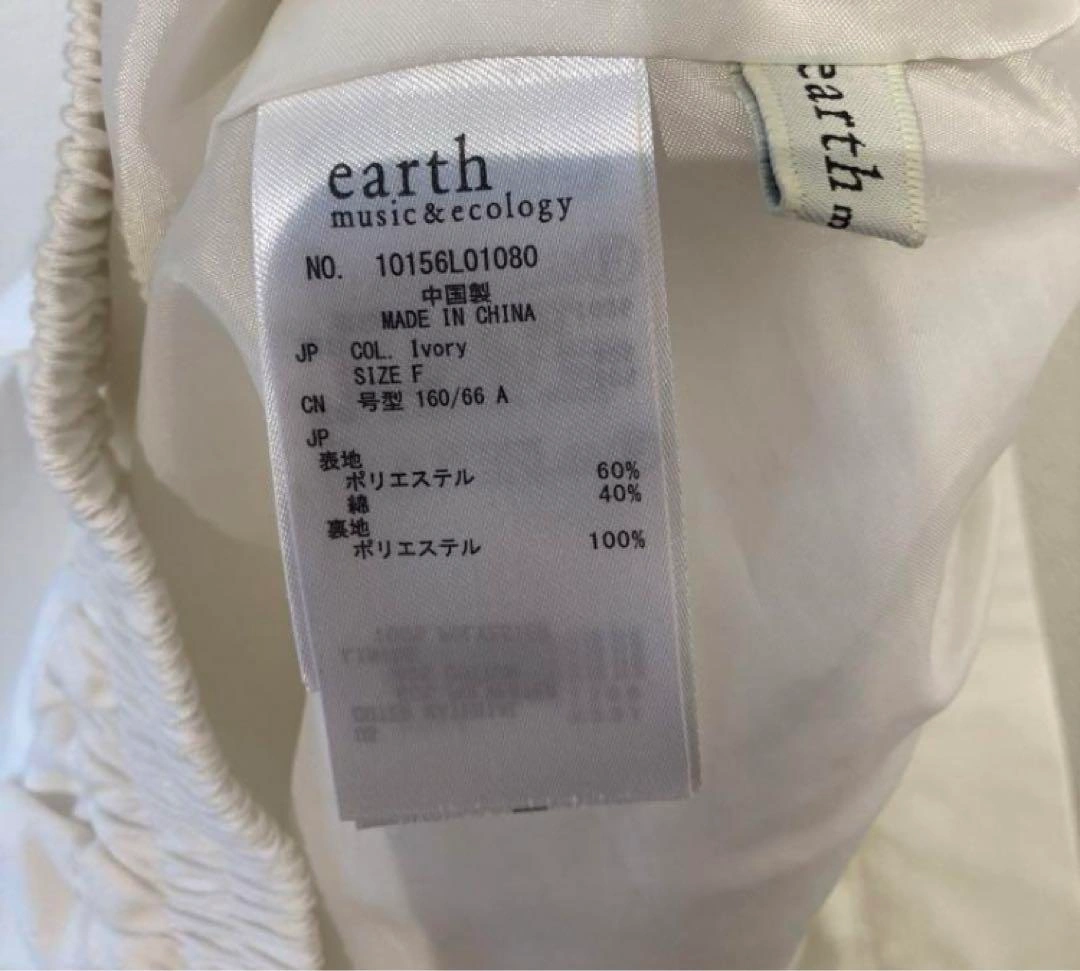 earth
music&ecology
NO. 10156L01080
中国製
MADE IN CHINA
JP COL. Ivory
SIZE F
CN 号型 160/66 A
JP
表地
ポリエステル 60%
綿 40%
裏地
ポリエステル 100%
earth m